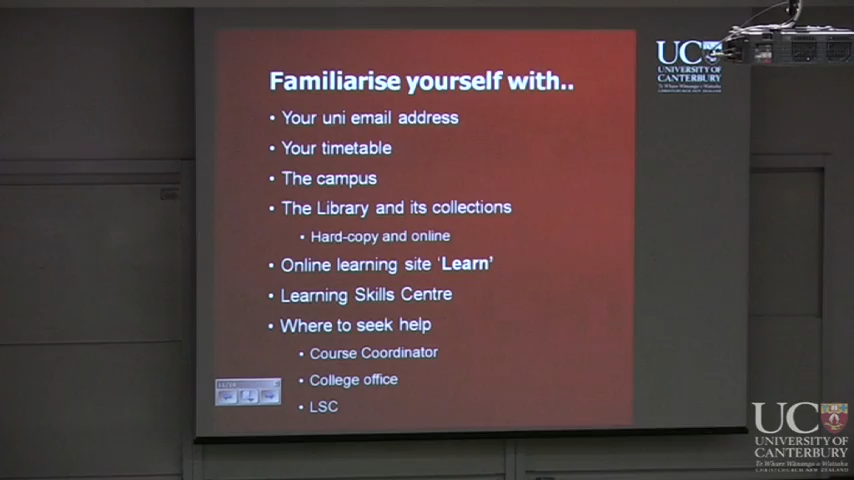 Familiarise yourself with..
• Your uni email address
• Your timetable
• The campus
• The Library and its collections
• Hard-copy and online
• Online learning site 'Learn'
• Learning Skills Centre
• Where to seek help
• Course Coordinator
• College office
• LSC
UC
UNIVERSITY OF
CANTERBURY
Te Whare Wānanga o Waitaha
CHRISTCHURCH NEW ZEALAND
UC
UNIVERSITY OF
CANTERBURY
Te Whare Wānanga o Waitaha
CHRISTCHURCH NEW ZEALAND